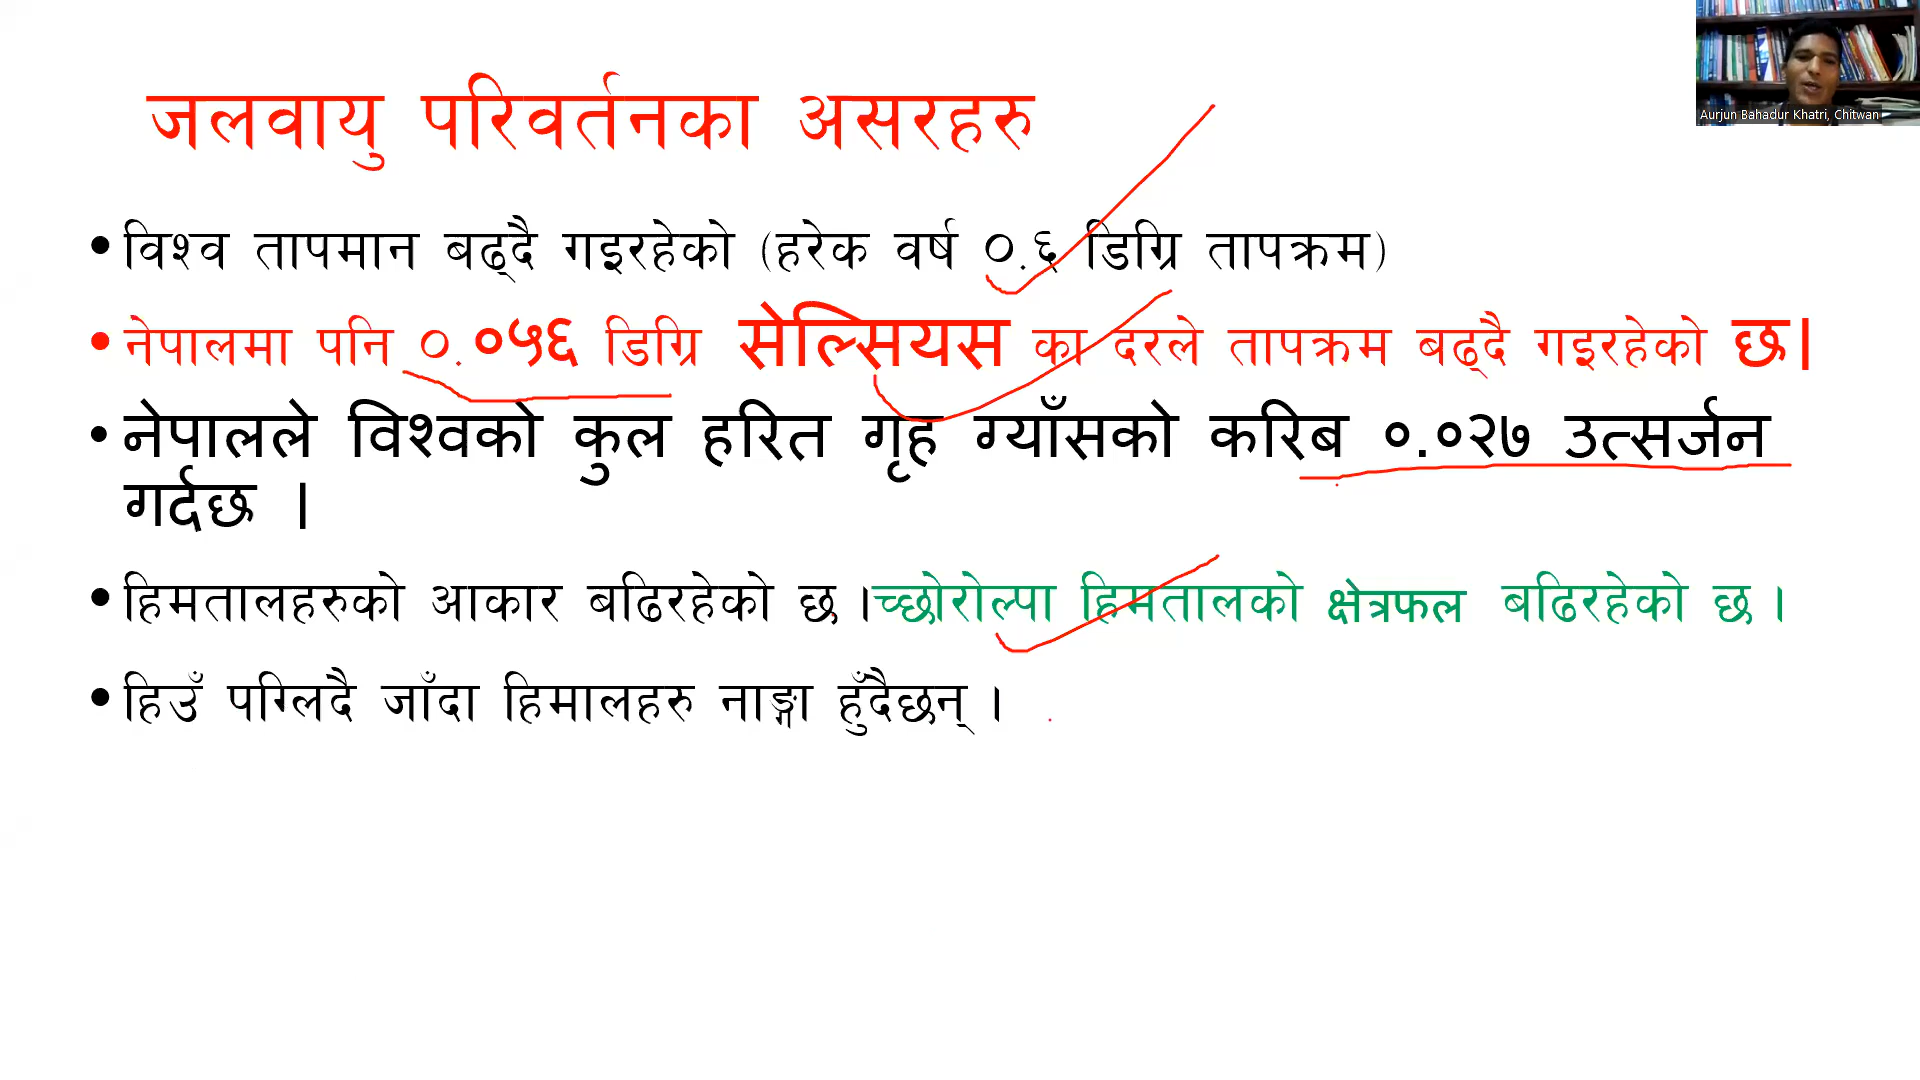 Aurjun Bahadur Khatri, Chitwan
जलवायु परिवर्तनका असरहरु
•विश्व तापमान बढ्दै गइरहेको (हरेक वर्ष ०.६ डिग्रि तापक्रम)
•नेपालमा पनि ०.०५६ डिग्रि सेल्सियस का दरले तापक्रम बढ्दै गइरहेको छ|
•नेपालले विश्वको कुल हरित गृह ग्याँसको करिब ०.०२७ उत्सर्जन
गर्दछ ।
•हिमतालहरुको आकार बढिरहेको छ ।च्छोरोल्पा हिमतालको क्षेत्रफल बढिरहेको छ ।
•हिउँ पग्लिदै जाँदा हिमालहरु नाङ्गा हुँदैछन् ।